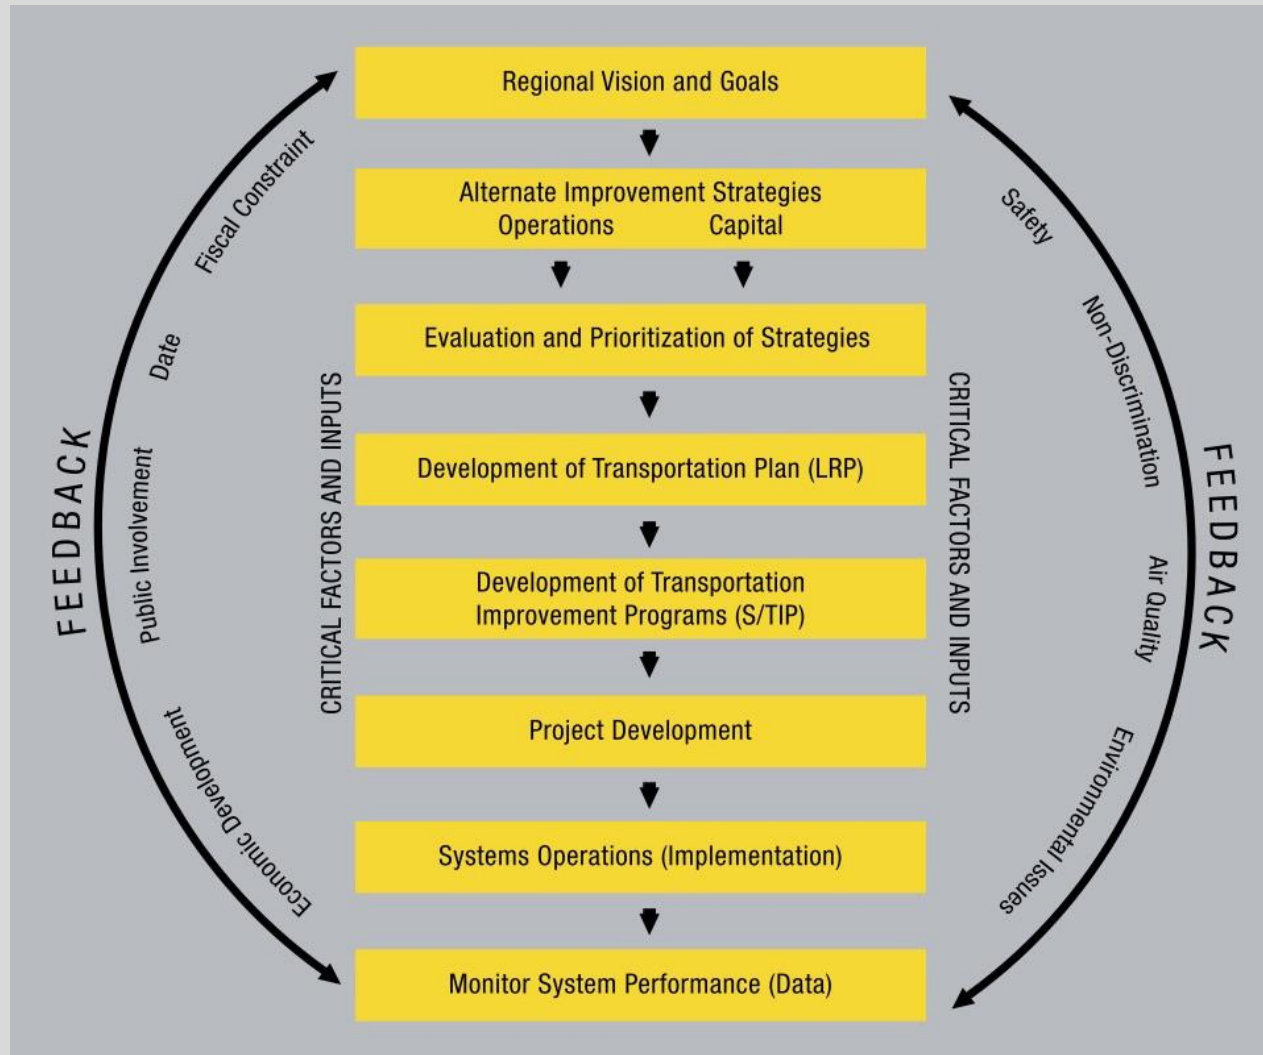 Regional Vision and Goals
Alternate Improvement Strategies
Operations Capital
Evaluation and Prioritization of Strategies
Development of Transportation Plan (LRP)
Development of Transportation
Improvement Programs (S/TIP)
Project Development
Systems Operations (Implementation)
Monitor System Performance (Data)
FEEDBACK
Fiscal Constraint
Date
Public Involvement
Economic Development
CRITICAL FACTORS AND INPUTS
CRITICAL FACTORS AND INPUTS
Safety
Non-Discrimination
Air Quality
Environmental Issues
FEEDBACK